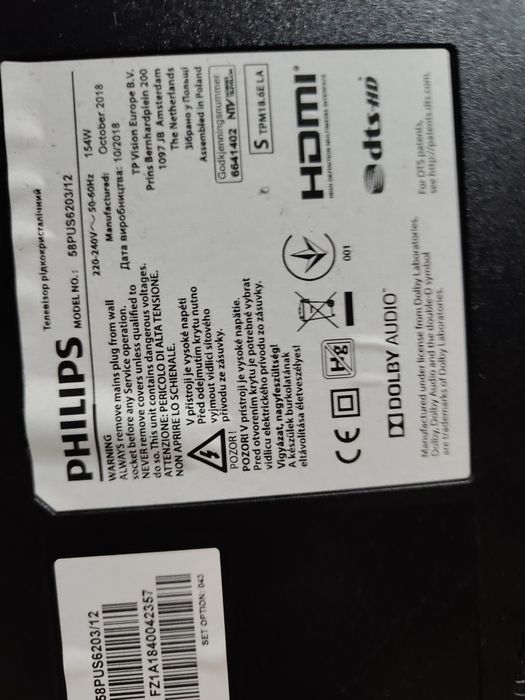 Телевізор рідкокристалічний
PHILIPS
MODEL NO.: 58PUS6203/12
220-240V~ 50-60Hz 154W
Manufactured: October 2018
Дата виробництва: 10/2018
TP Vision Europe B.V.
Prins Bernhardplein 200
1097 JB Amsterdam
The Netherlands
Зібрано у Польщі
Assembled in Poland
WARNING
ALWAYS remove mains plug from wall
socket before any Service operation.
NEVER remove covers unless qualified to
do so. This unit contains dangerous voltages.
ATTENZIONE: PERICOLO DI ALTA TENSIONE.
NON APRIRE LO SCHIENALE.
V přístroji je vysoké napětí
Před odejmutím krytu nutno
vyjmout vidlici síťového
přívodu ze zásuvky.
POZOR!
POZOR! V prístroji je vysoké napätie.
Pred otvorením krytu je potrebné vybrať
vidlicu elektrického prívodu zo zásuvky.
Vigyázat, nagyfeszültség!
A készülék burkolatának
eltávolítása életveszélyes!
Godkjenningsnummer
6641402 NTV
S TPM18.6E LA
HDMI
HIGH-DEFINITION MULTIMEDIA INTERFACE
dts-HD
For DTS patents,
see http://patents.dts.com.
CE
Hg
001
DOLBY AUDIO™
Manufactured under license from Dolby Laboratories.
Dolby, Dolby Audio and the double-D symbol
are trademarks of Dolby Laboratories.
58PUS6203/12
FZ1A1840042357
SET OPTION: 043